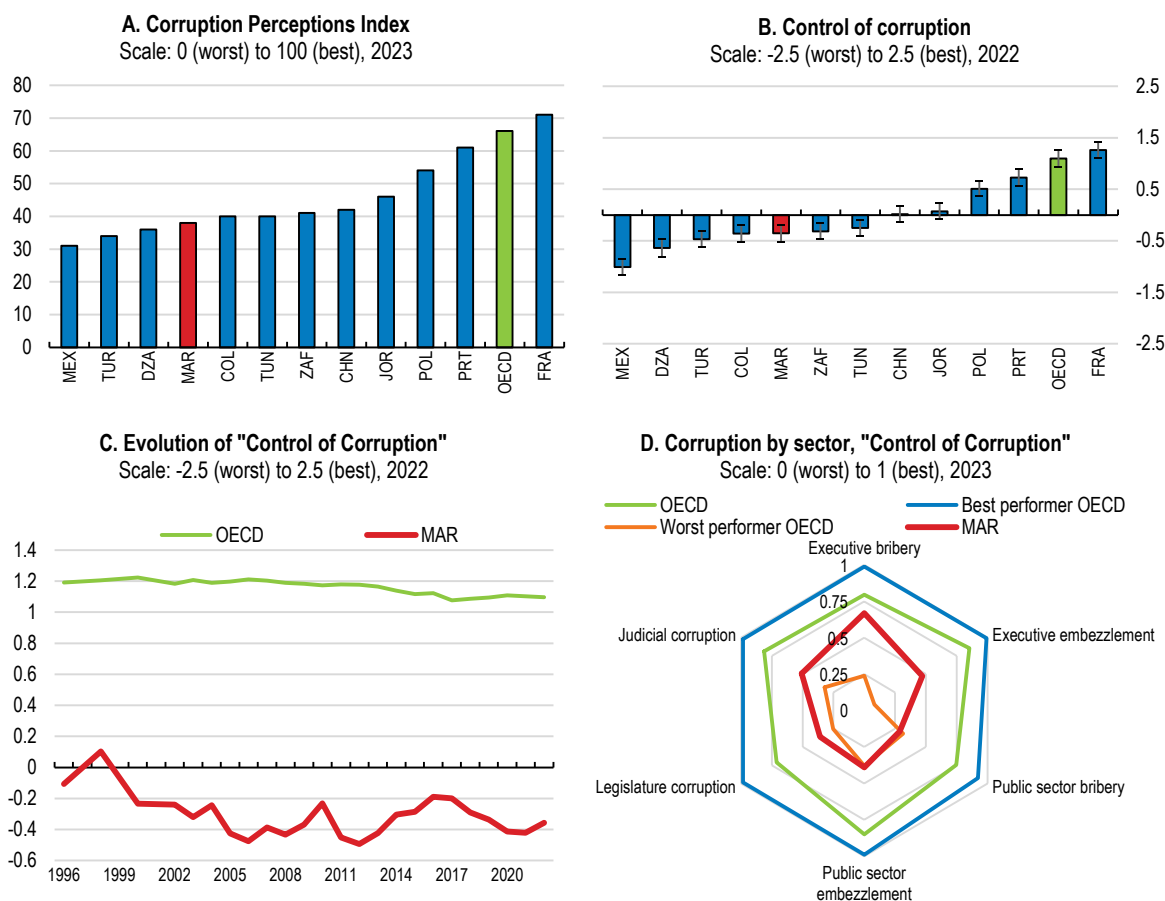 A. Corruption Perceptions Index
Scale: 0 (worst) to 100 (best), 2023
80
70
60
50
40
30
20
10
0
MEX
TUR
DZA
MAR
COL
TUN
ZAF
CHN
JOR
POL
PRT
OECD
FRA
B. Control of corruption
Scale: -2.5 (worst) to 2.5 (best), 2022
2.5
1.5
0.5
-0.5
-1.5
-2.5
MEX
DZA
TUR
COL
MAR
ZAF
TUN
CHN
JOR
POL
PRT
OECD
FRA
C. Evolution of "Control of Corruption"
Scale: -2.5 (worst) to 2.5 (best), 2022
OECD
MAR
1.4
1.2
1
0.8
0.6
0.4
0.2
0
-0.2
-0.4
-0.6
1996
1999
2002
2005
2008
2011
2014
2017
2020
D. Corruption by sector, "Control of Corruption"
Scale: 0 (worst) to 1 (best), 2023
OECD
Best performer OECD
Worst performer OECD
MAR
Executive bribery
1
0.75
0.5
0.25
0
Judicial corruption
Executive embezzlement
Legislature corruption
Public sector bribery
Public sector
embezzlement